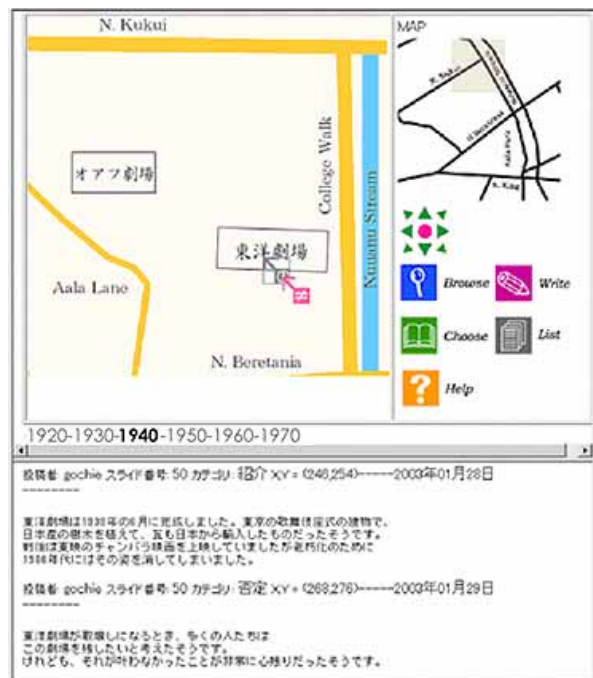 N. Kukui
オアフ劇場
東洋劇場
Aala Lane
College Walk
Nuuanu Stream
N. Beretania
MAP
N. Kukui
N. Beretania
Aala Park
N. King
Browse
Write
Choose
List
Help
1920-1930-1940-1950-1960-1970
投稿者: gochie スライド番号: 50 カテゴリ: 紹介 X,Y = (246,254)-----2003年01月28日
--------
東洋劇場は1938年の6月に完成しました。東京の歌舞伎座式の建物で、
日本産の樹木を植えて、瓦も日本から輸入したものだったそうです。
戦後は東映のチャンバラ映画を上映していましたが老朽化のために
1980年代にはその姿を消してしまいました。
投稿者: gochie スライド番号: 50 カテゴリ: 否定 X,Y = (268,276)-----2003年01月29日
--------
東洋劇場が取壊しになるとき、多くの人たちは
この劇場を残したいと考えたそうです。
けれども、それが叶わなかったことが非常に心残りだったそうです。